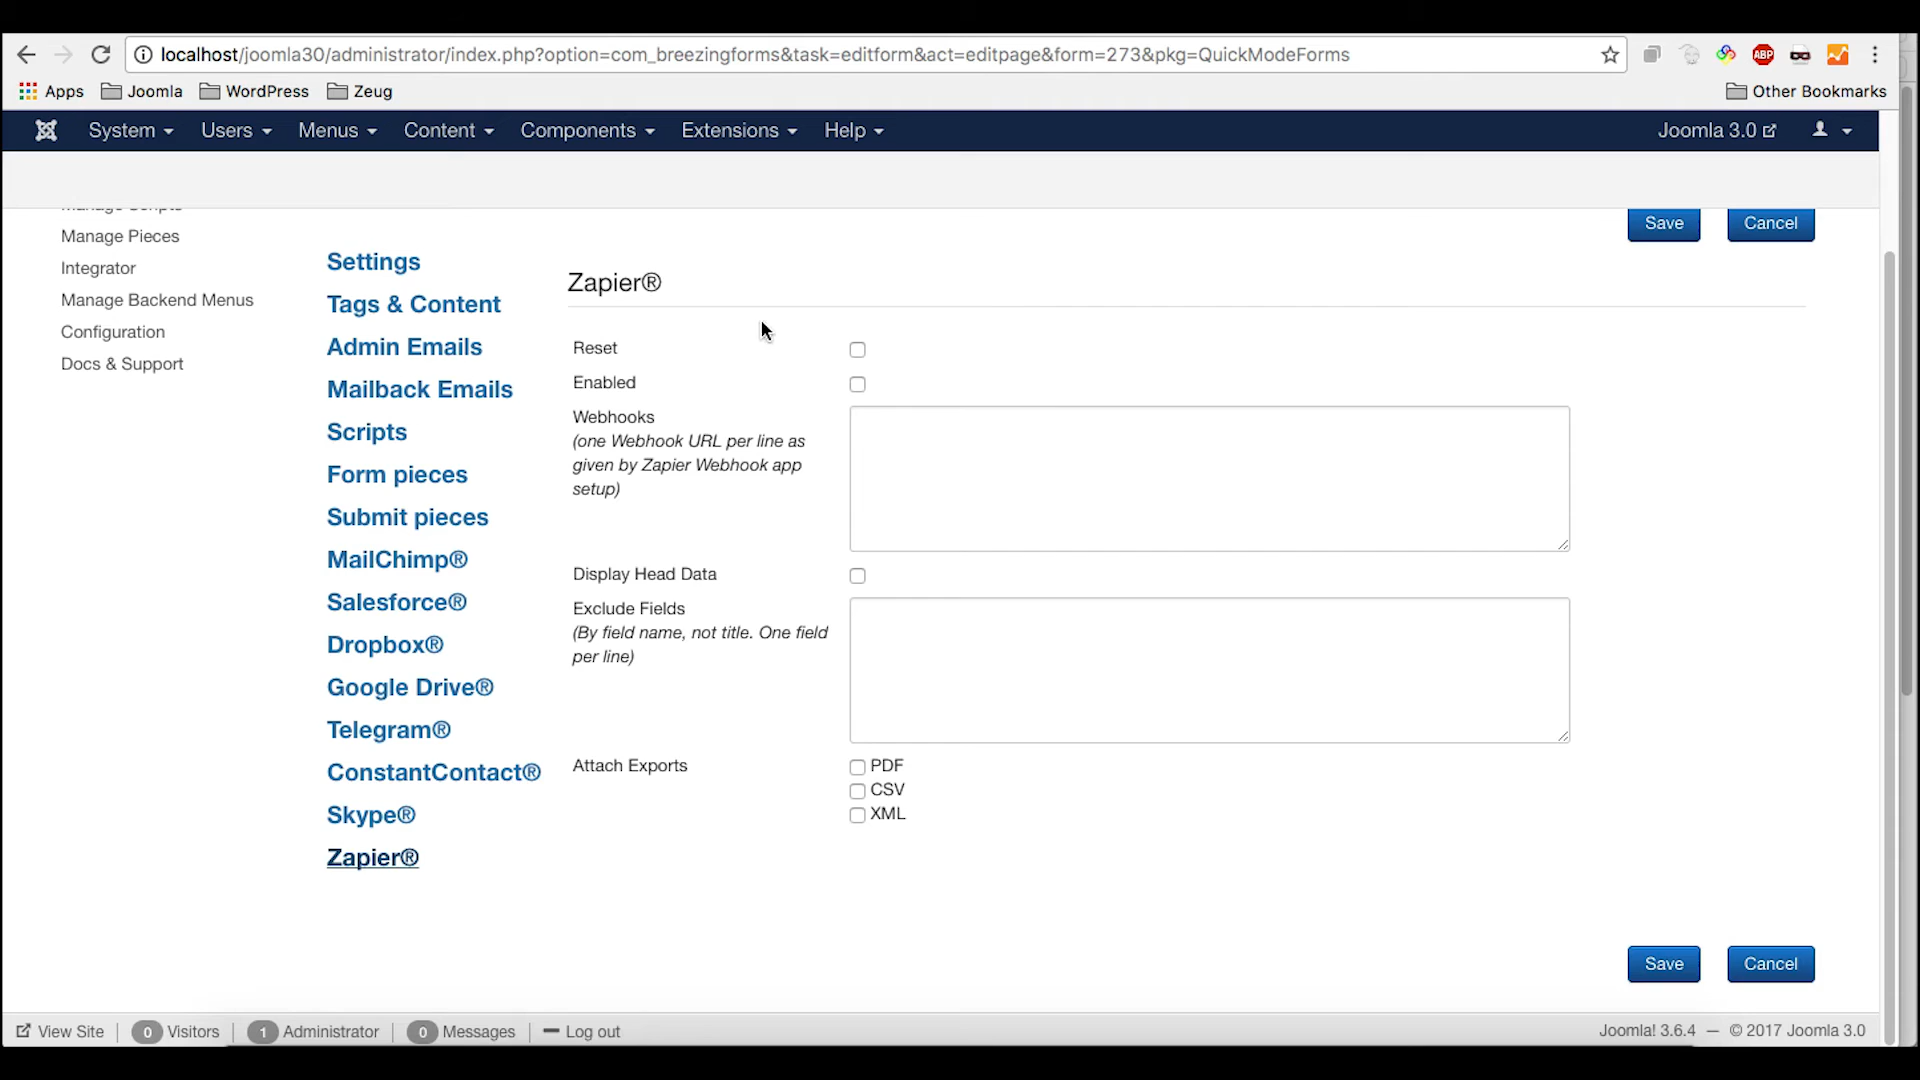 localhost/joomla30/administrator/index.php?option=com_breezingforms&task=editform&act=editpage&form=273&pkg=QuickModeForms
ABP
Apps Joomla WordPress Zeug Other Bookmarks
System Users Menus Content Components Extensions Help Joomla 3.0
Manage Scripts
Manage Pieces
Integrator
Manage Backend Menus
Configuration
Docs & Support
Settings
Tags & Content
Admin Emails
Mailback Emails
Scripts
Form pieces
Submit pieces
MailChimp®
Salesforce®
Dropbox®
Google Drive®
Telegram®
ConstantContact®
Skype®
Zapier®
Save Cancel
Zapier®
Reset
Enabled
Webhooks
(one Webhook URL per line as
given by Zapier Webhook app
setup)
Display Head Data
Exclude Fields
(By field name, not title. One field
per line)
Attach Exports
PDF
CSV
XML
Save Cancel
View Site 0 Visitors 1 Administrator 0 Messages Log out Joomla! 3.6.4 — © 2017 Joomla 3.0